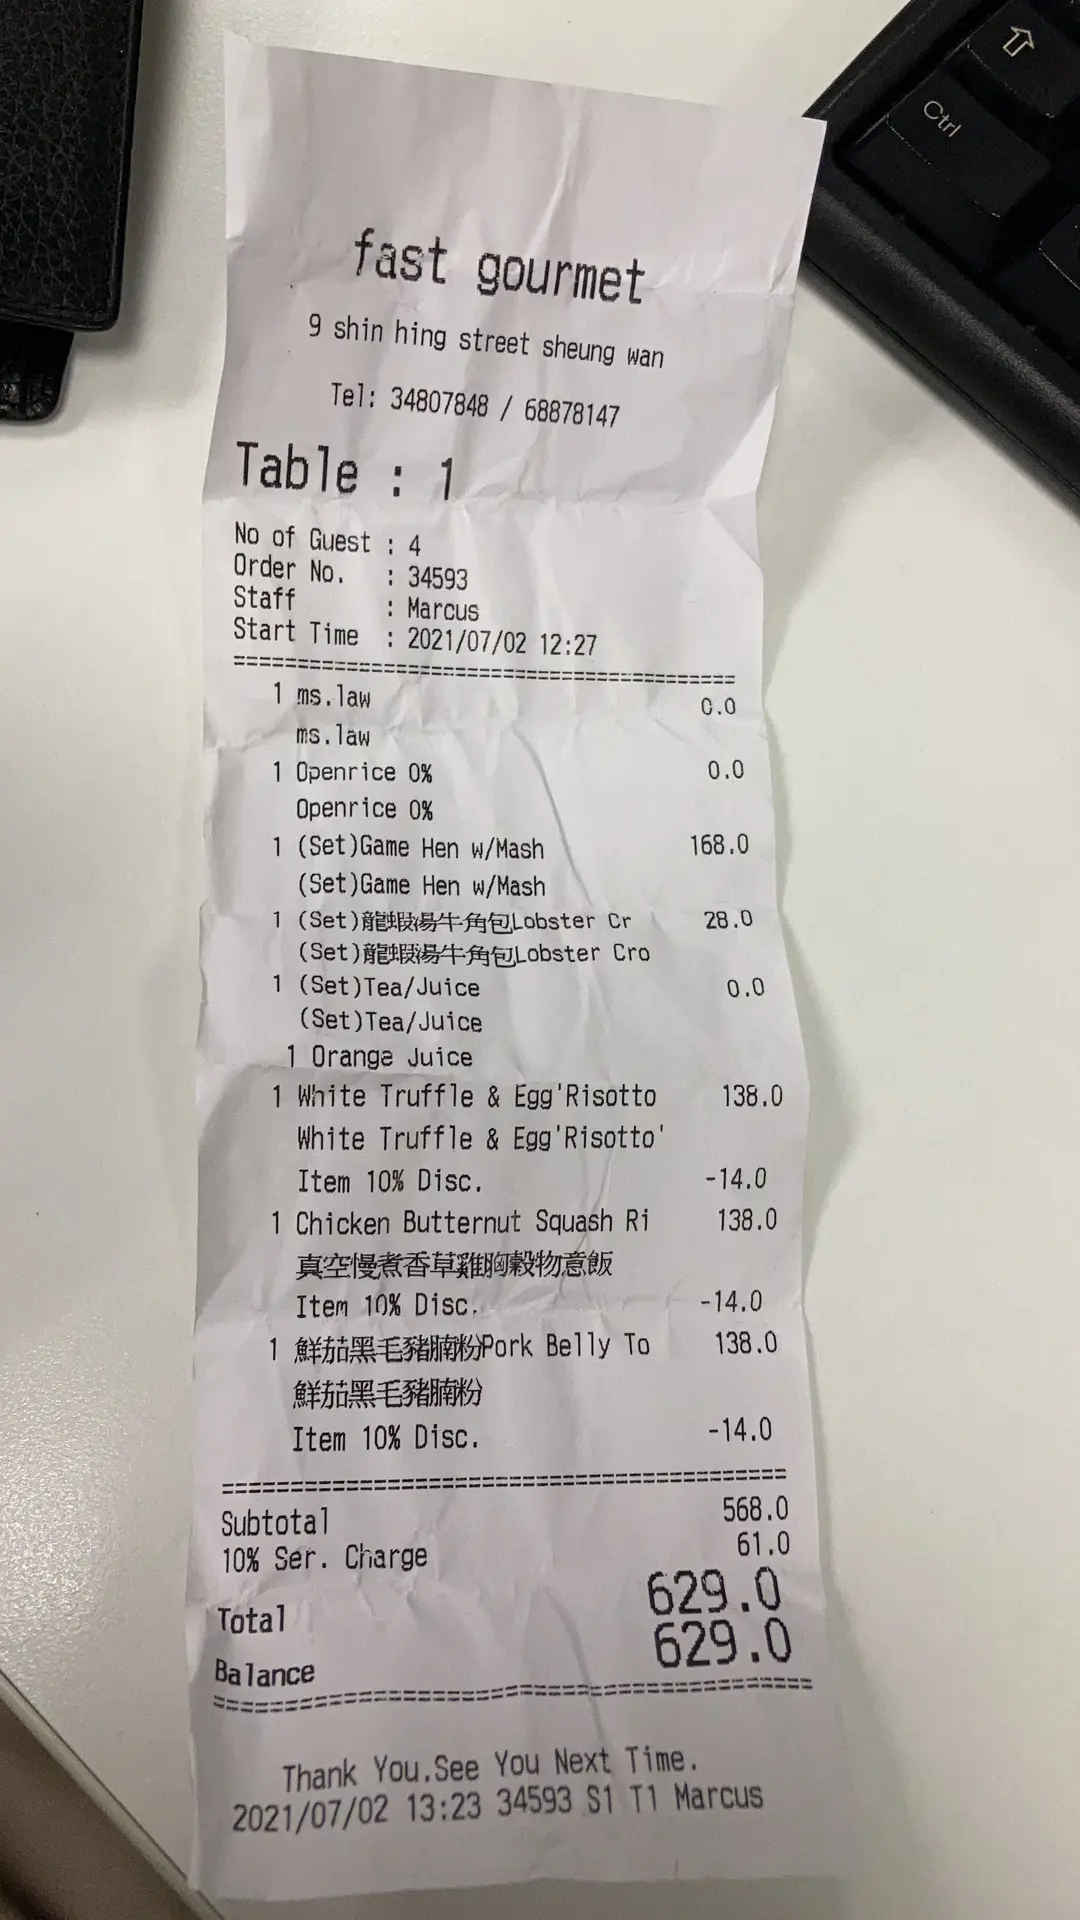 Ctrl
fast gourmet
9 shin hing street sheung wan
Tel: 34807848 / 68878147
Table : 1
No of Guest : 4
Order No. : 34593
Staff : Marcus
Start Time : 2021/07/02 12:27
1 ms.law 0.0
ms.law
1 Openrice 0% 0.0
Openrice 0%
1 (Set)Game Hen w/Mash 168.0
(Set)Game Hen w/Mash
1 (Set)龍蝦湯牛角包Lobster Cr 28.0
(Set)龍蝦湯牛角包Lobster Cro
1 (Set)Tea/Juice 0.0
(Set)Tea/Juice
1 Orange Juice
1 White Truffle & Egg'Risotto 138.0
White Truffle & Egg'Risotto'
Item 10% Disc. -14.0
1 Chicken Butternut Squash Ri 138.0
真空慢煮香草雞胸穀物意飯
Item 10% Disc. -14.0
1 鮮茄黑毛豬腩粉Pork Belly To 138.0
鮮茄黑毛豬腩粉
Item 10% Disc. -14.0
Subtotal 568.0
10% Ser. Charge 61.0
Total 629.0
Balance 629.0
Thank You.See You Next Time.
2021/07/02 13:23 34593 S1 T1 Marcus